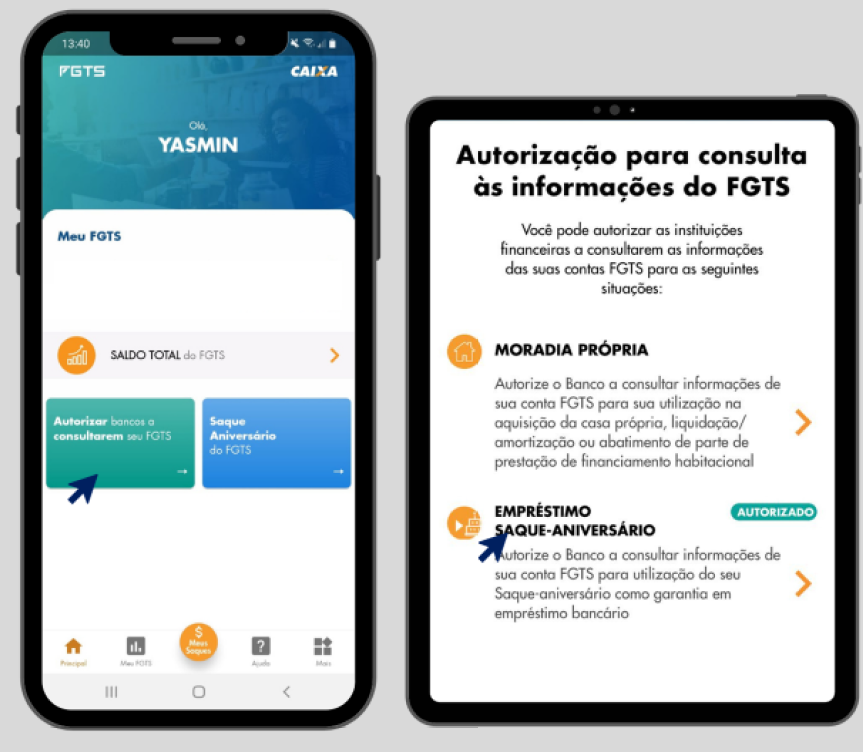 13:40
FGTS
CAIXA
Olá,
YASMIN
Meu FGTS
SALDO TOTAL do FGTS
Autorizar bancos a
consultarem seu FGTS
→
Saque
Aniversário
do FGTS
→
Principal
Meu FGTS
$
Meus
Saques
?
Ajuda
Mais
Autorização para consulta
às informações do FGTS
Você pode autorizar as instituições
financeiras a consultarem as informações
das suas contas FGTS para as seguintes
situações:
MORADIA PRÓPRIA
Autorize o Banco a consultar informações de
sua conta FGTS para sua utilização na
aquisição da casa própria, liquidação/
amortização ou abatimento de parte de
prestação de financiamento habitacional
EMPRÉSTIMO
SAQUE-ANIVERSÁRIO
AUTORIZADO
Autorize o Banco a consultar informações de
sua conta FGTS para utilização do seu
Saque-aniversário como garantia em
empréstimo bancário